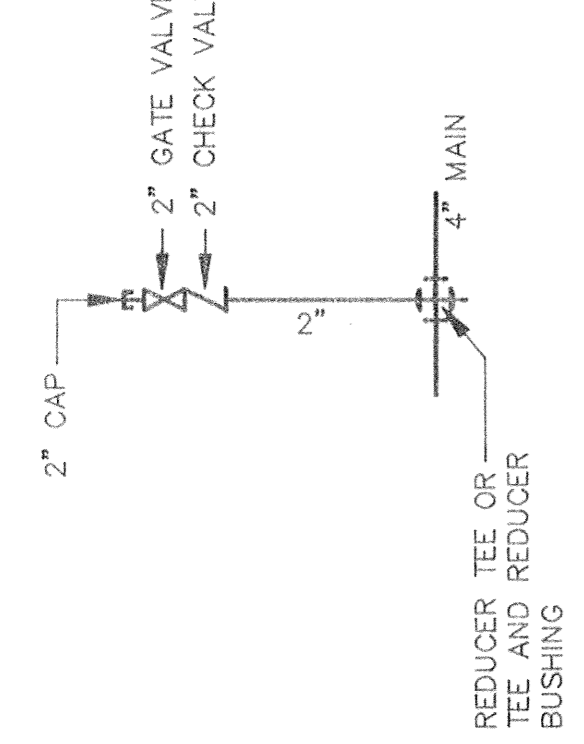 2" CAP
2" GATE VALV
2" CHECK VAL
2"
4" MAIN
REDUCER TEE OR
TEE AND REDUCER
BUSHING